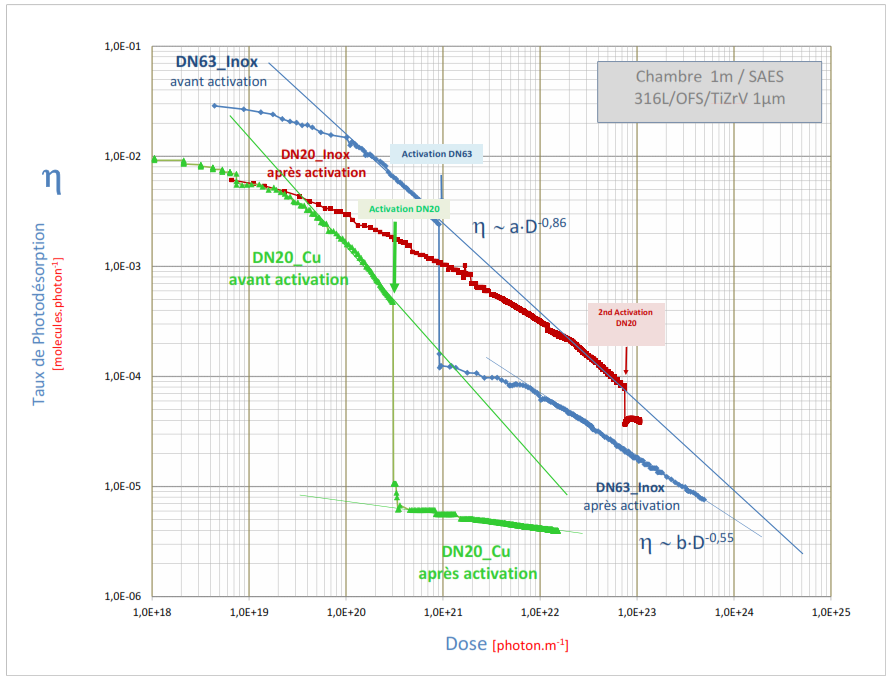 Chambre 1m / SAES
316L/OFS/TiZrV 1µm
DN63_Inox
avant activation
DN20_Inox
après activation
Activation DN63
Activation DN20
DN20_Cu
avant activation
η ~ a·D-0,86
2nd Activation
DN20
DN63_Inox
après activation
η ~ b·D-0,55
DN20_Cu
après activation
η
Taux de Photodésorption
[molecules.photon-1]
1,0E-01
1,0E-02
1,0E-03
1,0E-04
1,0E-05
1,0E-06
1,0E+18
1,0E+19
1,0E+20
1,0E+21
1,0E+22
1,0E+23
1,0E+24
1,0E+25
Dose [photon.m-1]